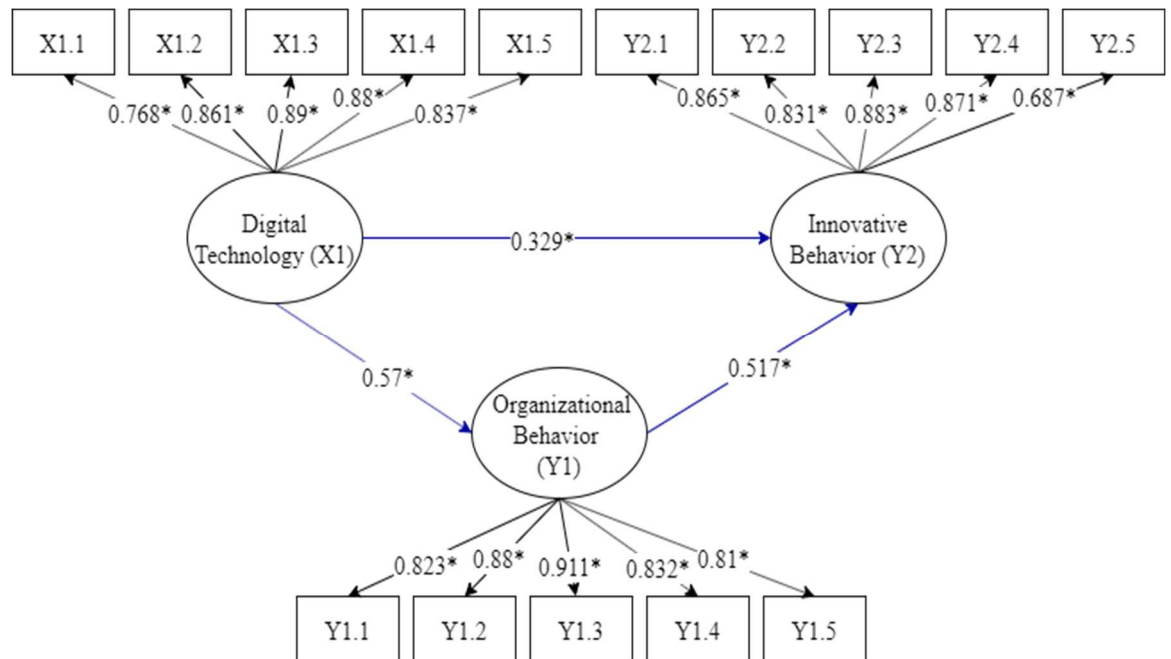 X1.1 X1.2 X1.3 X1.4 X1.5 Y2.1 Y2.2 Y2.3 Y2.4 Y2.5
0.768* 0.861* 0.89* 0.88* 0.837* 0.865* 0.831* 0.883* 0.871* 0.687*
Digital
Technology (X1)
0.329*
Innovative
Behavior (Y2)
0.57*
0.517*
Organizational
Behavior
(Y1)
0.823* 0.88* 0.911* 0.832* 0.81*
Y1.1 Y1.2 Y1.3 Y1.4 Y1.5